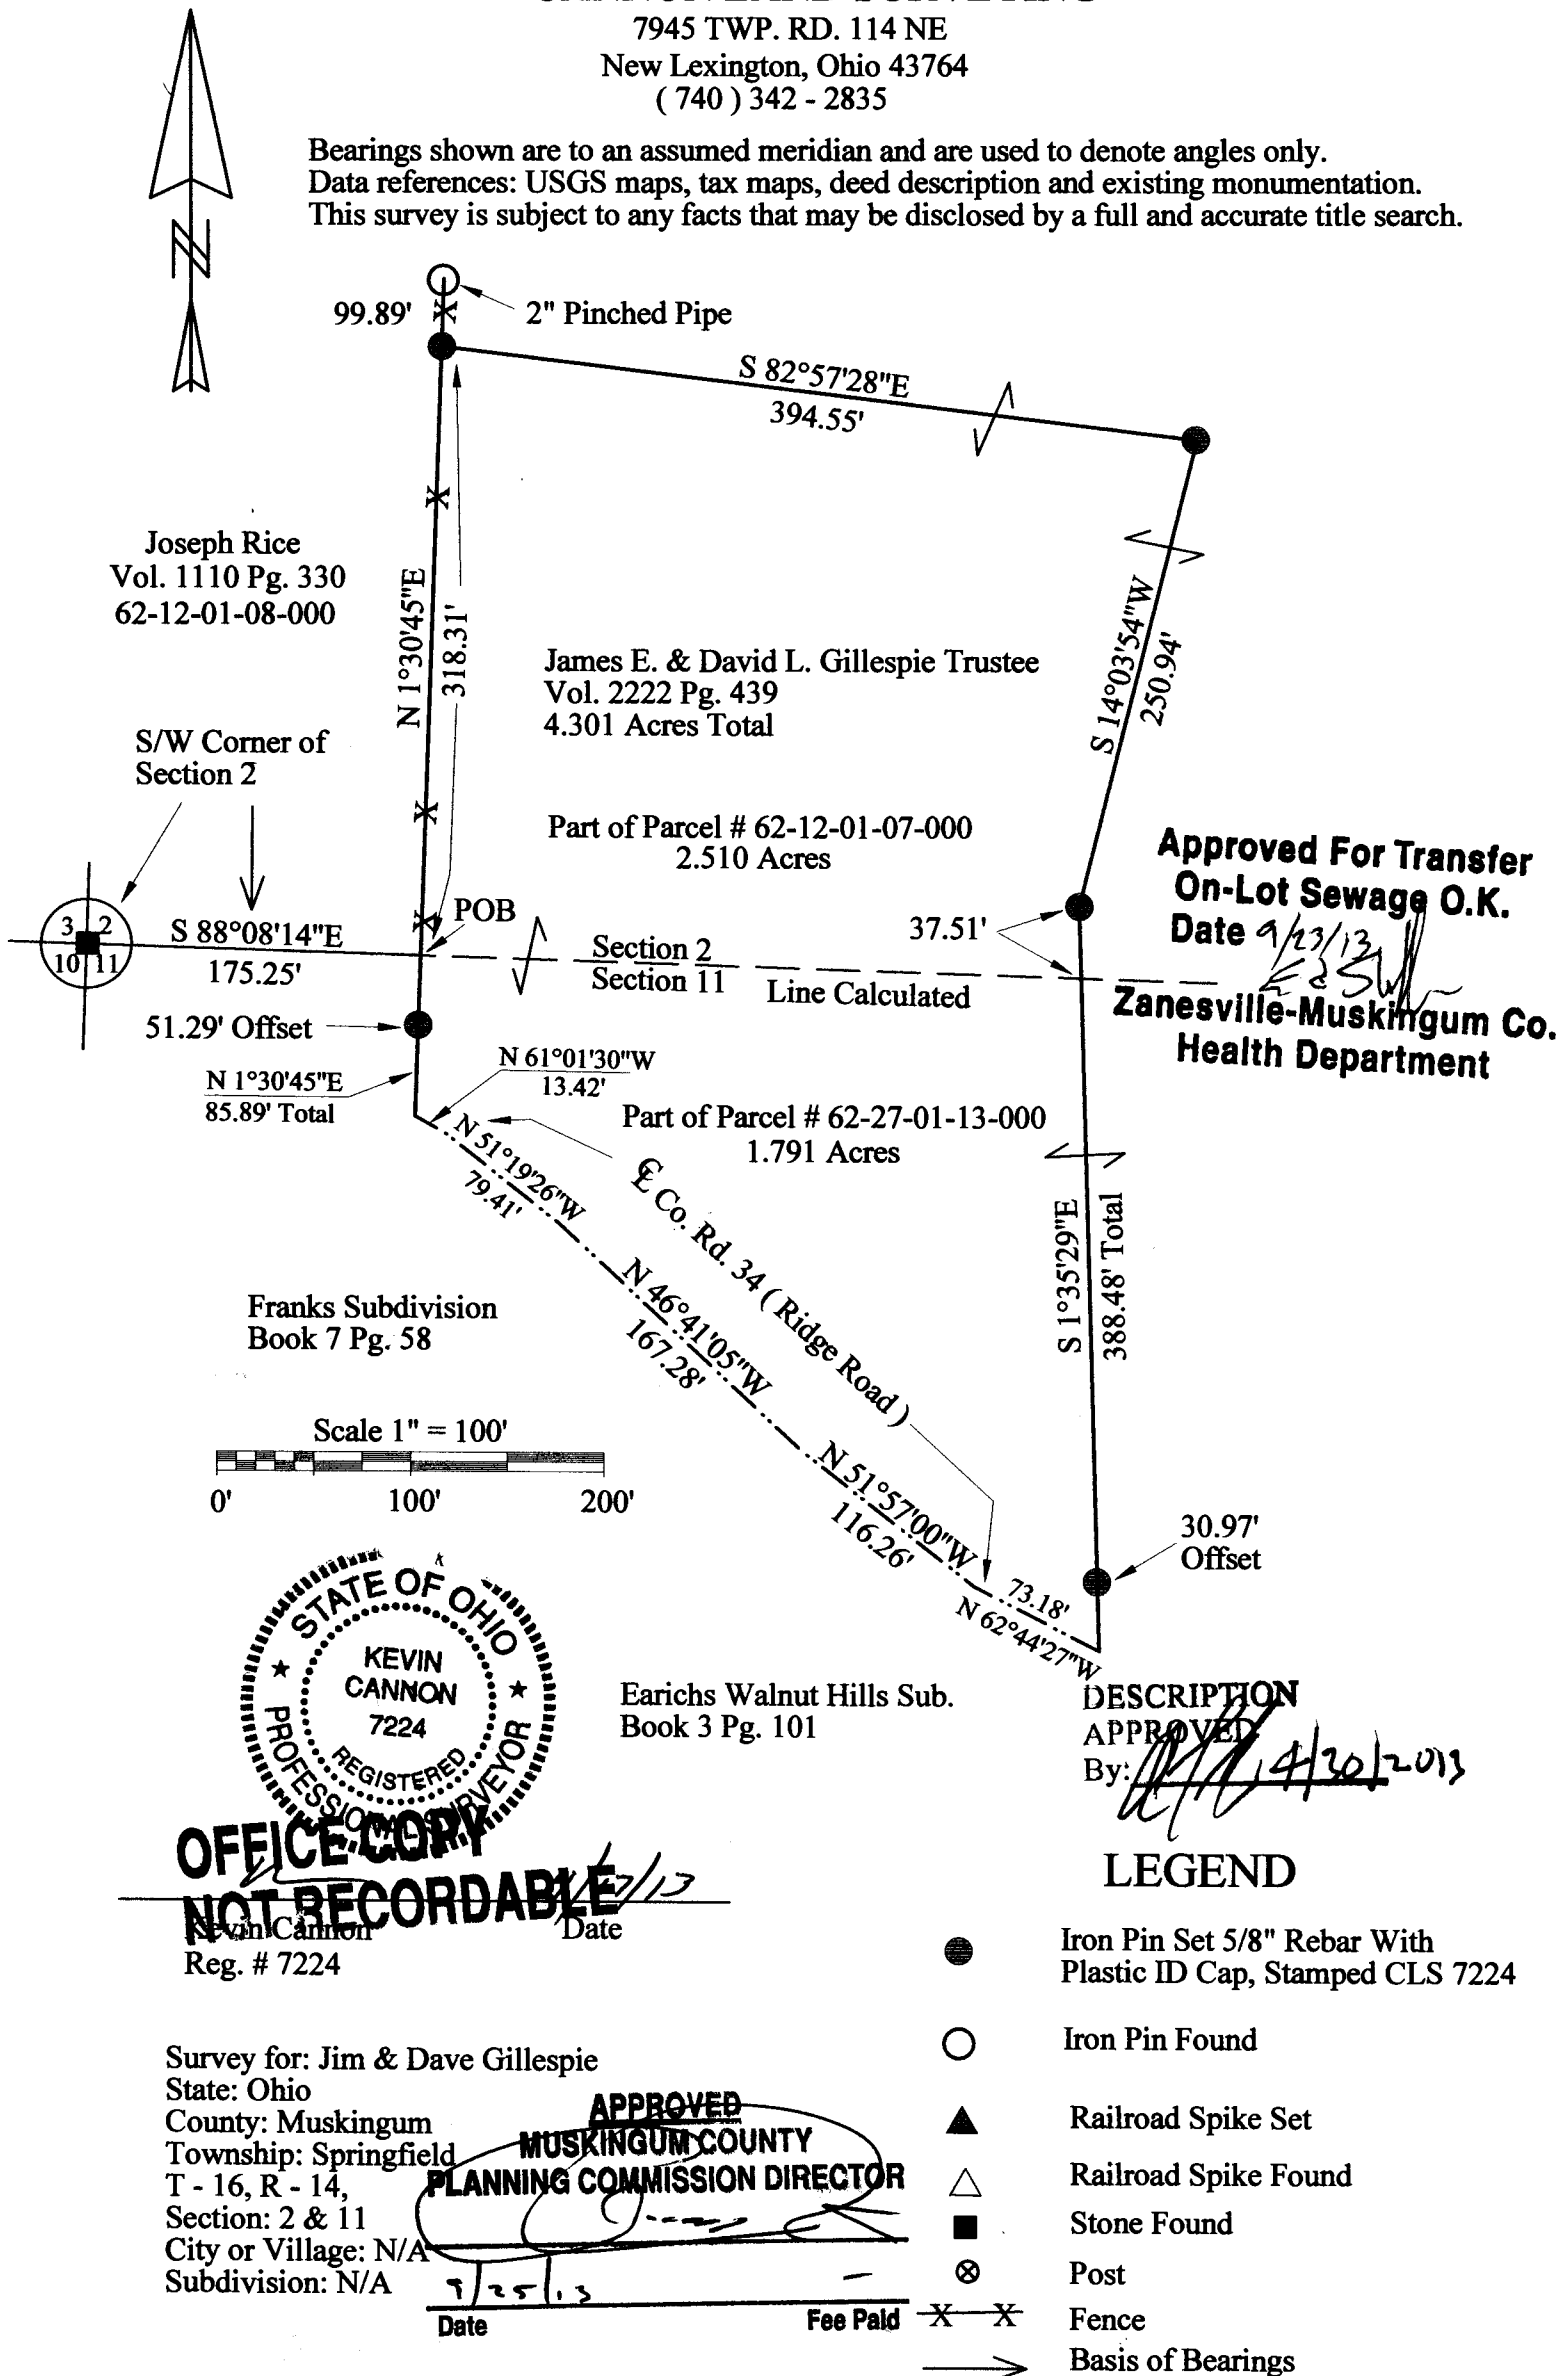 7945 TWP. RD. 114 NE
New Lexington, Ohio 43764
( 740 ) 342 - 2835
Bearings shown are to an assumed meridian and are used to denote angles only.
Data references: USGS maps, tax maps, deed description and existing monumentation.
This survey is subject to any facts that may be disclosed by a full and accurate title search.
N
99.89'
2" Pinched Pipe
S 82°57'28"E
394.55'
Joseph Rice
Vol. 1110 Pg. 330
62-12-01-08-000
N 1°30'45"E
318.31'
James E. & David L. Gillespie Trustee
Vol. 2222 Pg. 439
4.301 Acres Total
S 14°03'54"W
250.94'
S/W Corner of
Section 2
Part of Parcel # 62-12-01-07-000
2.510 Acres
Approved For Transfer
On-Lot Sewage O.K.
Date 9/23/13
Zanesville-Muskingum Co.
Health Department
3 2
10 11
S 88°08'14"E
175.25'
POB
Section 2
Section 11
Line Calculated
37.51'
51.29' Offset
N 1°30'45"E
85.89' Total
N 61°01'30"W
13.42'
Part of Parcel # 62-27-01-13-000
1.791 Acres
N 51°19'26"W
79.41'
℄ Co. Rd. 34 ( Ridge Road )
N 46°41'05"W
167.28'
S 1°35'29"E
388.48' Total
Franks Subdivision
Book 7 Pg. 58
Scale 1" = 100'
0' 100' 200'
N 51°57'00"W
116.26'
30.97'
Offset
73.18'
N 62°44'27"W
STATE OF OHIO
KEVIN
CANNON
7224
REGISTERED
PROFESSIONAL SURVEYOR
Earichs Walnut Hills Sub.
Book 3 Pg. 101
DESCRIPTION
APPROVED
By: 4/30/2013
OFFICE COPY
NOT RECORDABLE
Kevin Cannon Date
Reg. # 7224
LEGEND
Iron Pin Set 5/8" Rebar With
Plastic ID Cap, Stamped CLS 7224
Iron Pin Found
Railroad Spike Set
Railroad Spike Found
Stone Found
Post
X X Fence
Basis of Bearings
Survey for: Jim & Dave Gillespie
State: Ohio
County: Muskingum
Township: Springfield
T - 16, R - 14,
Section: 2 & 11
City or Village: N/A
Subdivision: N/A
APPROVED
MUSKINGUM COUNTY
PLANNING COMMISSION DIRECTOR
9/25/13
Date Fee Paid